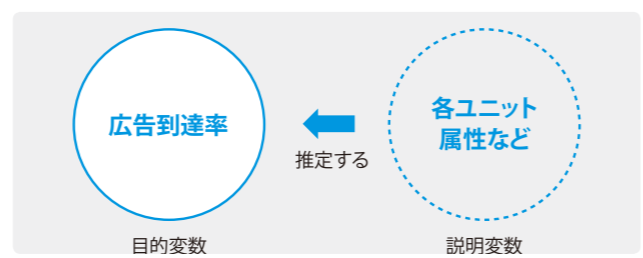 広告到達率
各ユニット
属性など
推定する
目的変数
説明変数